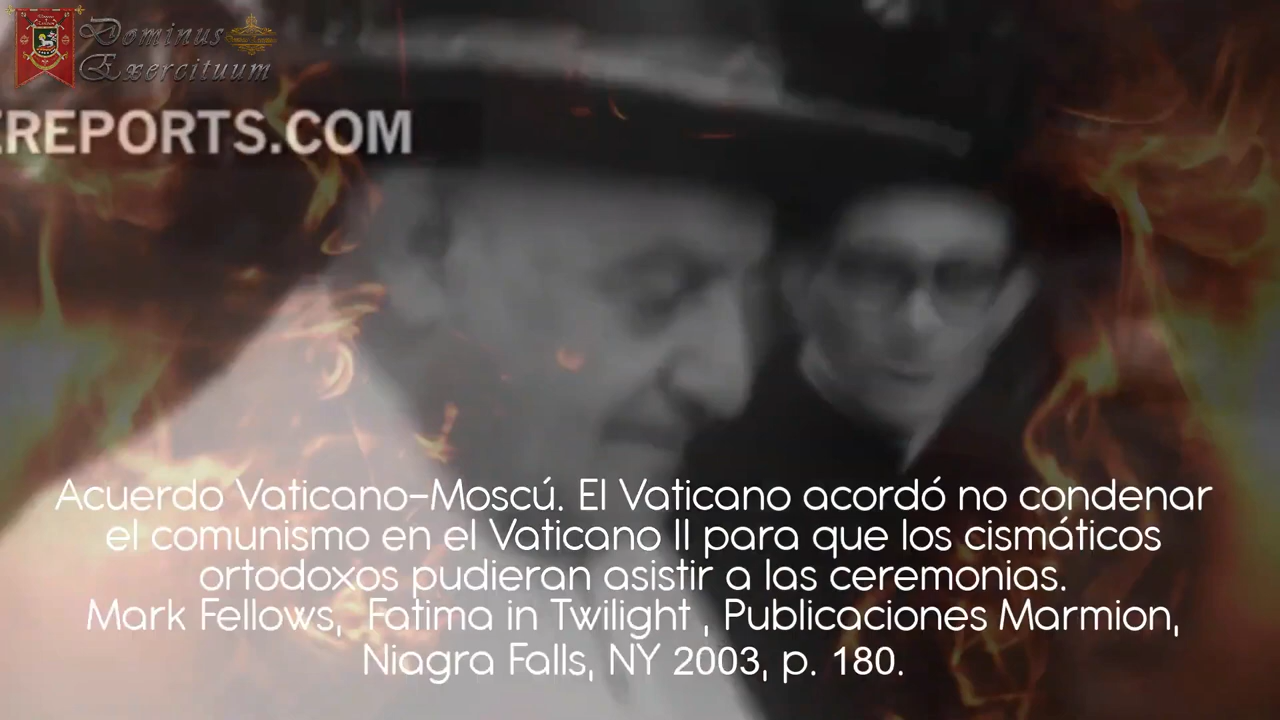 Dominus
Exercituum
EREPORTS.COM
Acuerdo Vaticano-Moscú. El Vaticano acordó no condenar
el comunismo en el Vaticano II para que los cismáticos
ortodoxos pudieran asistir a las ceremonias.
Mark Fellows, Fatima in Twilight , Publicaciones Marmion,
Niagra Falls, NY 2003, p. 180.